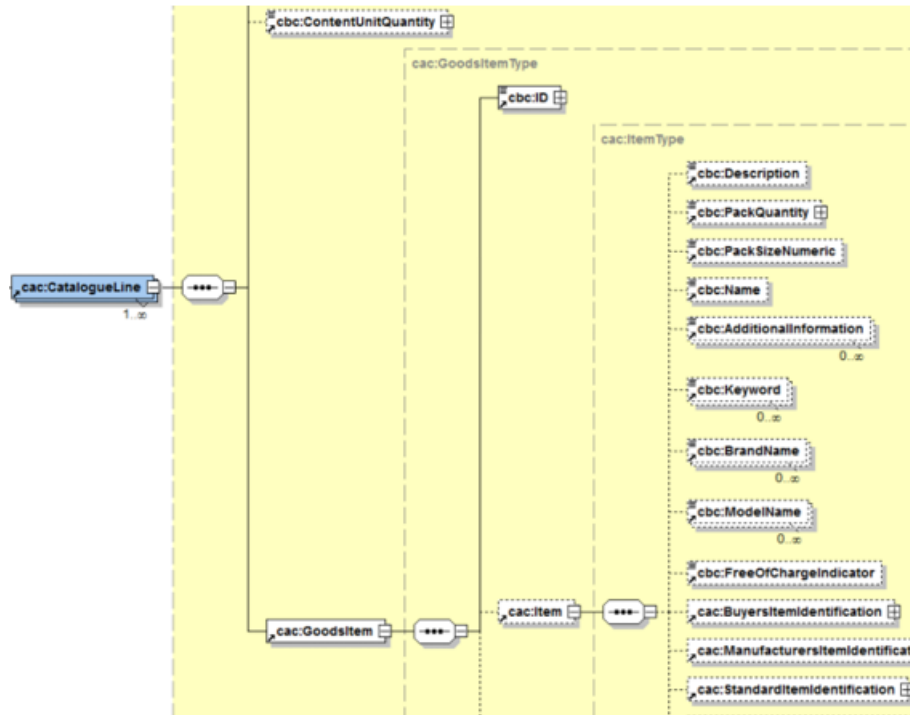 cbc:ContentUnitQuantity
cac:GoodsItemType
cbc:ID
cac:ItemType
cbc:Description
cbc:PackQuantity
cbc:PackSizeNumeric
cbc:Name
cac:CatalogueLine
1..∞
cbc:AdditionalInformation
0..∞
cbc:Keyword
0..∞
cbc:BrandName
0..∞
cbc:ModelName
0..∞
cbc:FreeOfChargeIndicator
cac:Item
cac:BuyersItemIdentification
cac:GoodsItem
cac:ManufacturersItemIdentificat
cac:StandardItemIdentification